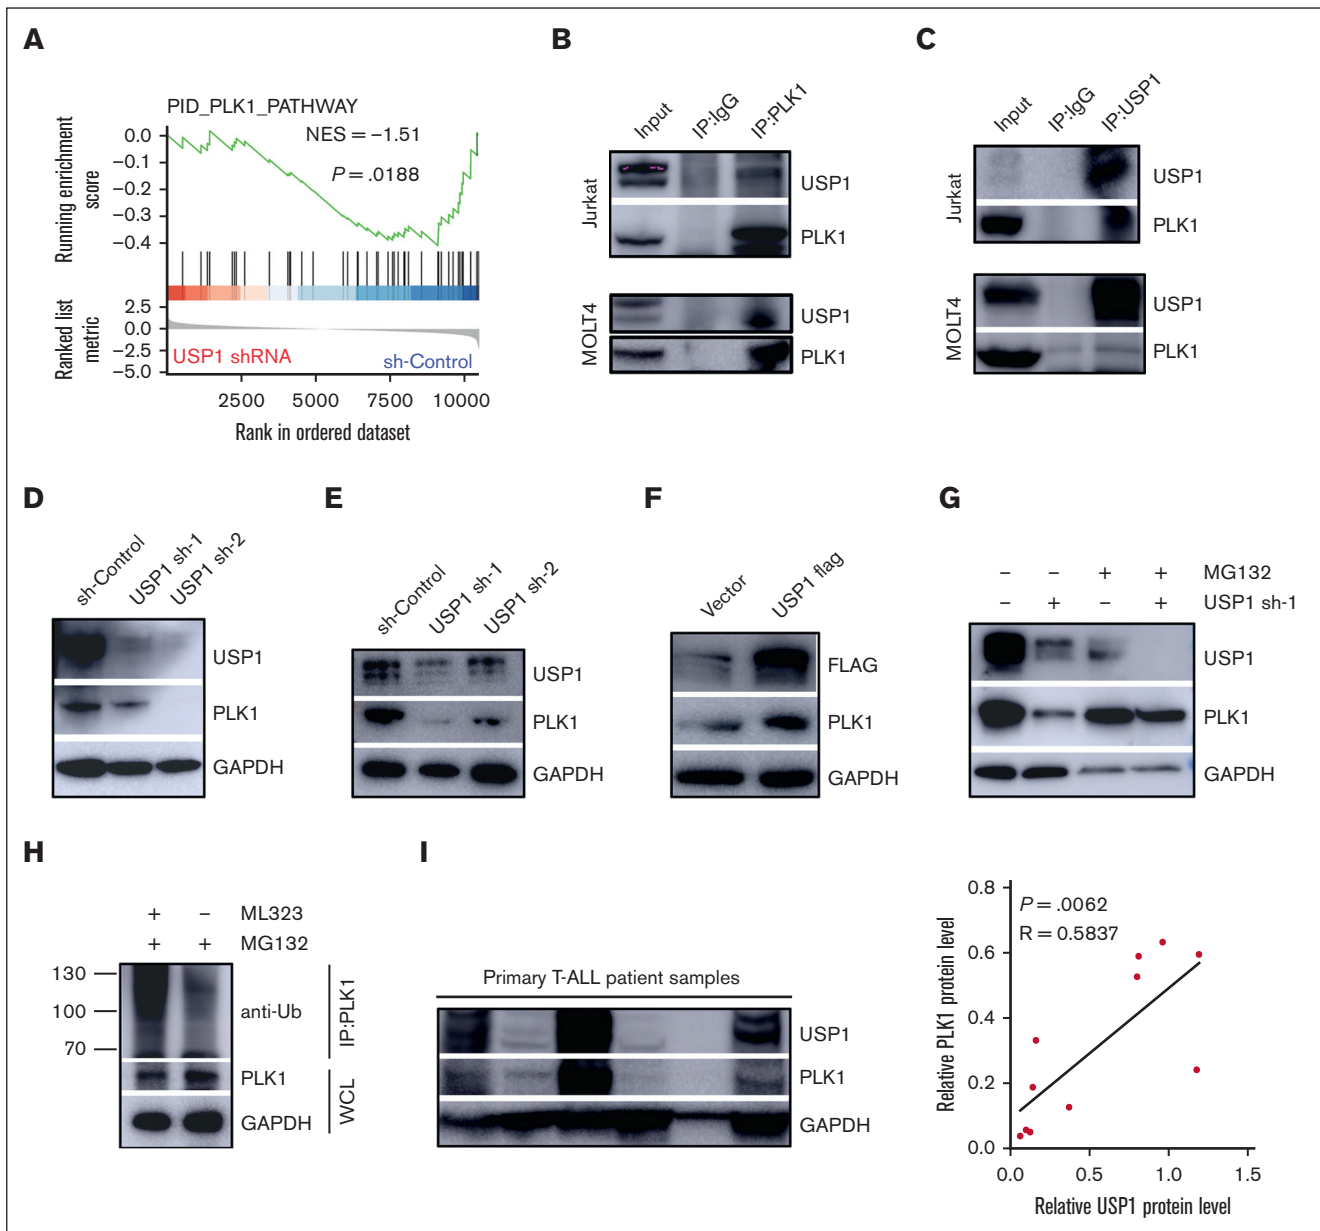 A
PID_PLK1_PATHWAY
NES = −1.51
P = .0188
Running enrichment
score
0.0
−0.1
−0.2
−0.3
−0.4
Ranked list
metric
2.5
0.0
−2.5
−5.0
USP1 shRNA
sh-Control
2500 5000 7500 10000
Rank in ordered dataset
B
Input IP:IgG IP:PLK1
Jurkat
USP1
PLK1
MOLT4
USP1
PLK1
C
Input IP:IgG IP:USP1
Jurkat
USP1
PLK1
MOLT4
USP1
PLK1
D
sh-Control USP1 sh-1 USP1 sh-2
USP1
PLK1
GAPDH
E
sh-Control USP1 sh-1 USP1 sh-2
USP1
PLK1
GAPDH
F
Vector USP1 flag
FLAG
PLK1
GAPDH
G
− − + + MG132
− + − + USP1 sh-1
USP1
PLK1
GAPDH
H
+ − ML323
+ + MG132
130
100
70
anti-Ub
IP:PLK1
PLK1
GAPDH
WCL
I
Primary T-ALL patient samples
USP1
PLK1
GAPDH
P = .0062
R = 0.5837
Relative PLK1 protein level
0.8
0.6
0.4
0.2
0.0
0.0 0.5 1.0 1.5
Relative USP1 protein level